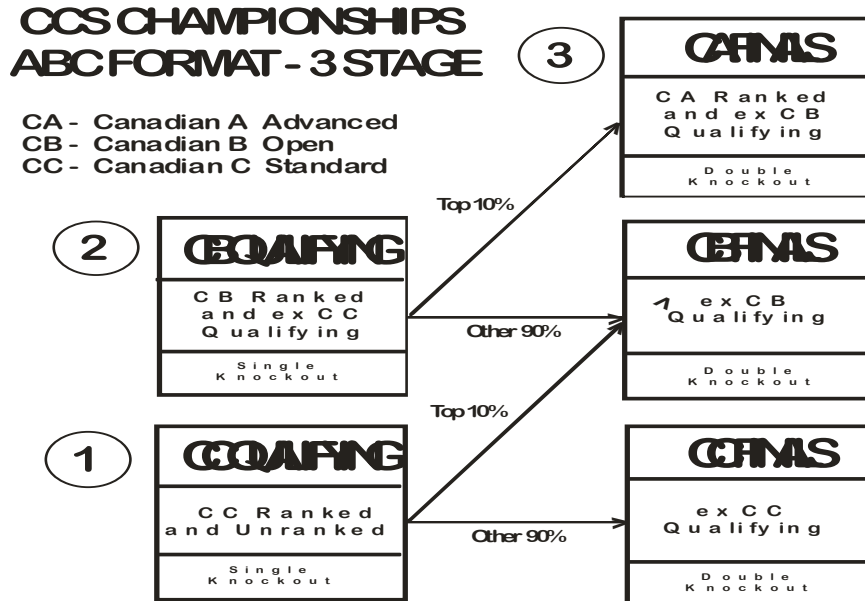 CCS CHAMPIONSHIPS
ABC FORMAT - 3 STAGE
CA - Canadian A Advanced
CB - Canadian B Open
CC - Canadian C Standard
3
CA FINALS
CA Ranked
and ex CB
Qualifying
Double
Knockout
Top 10%
2
CB QUALIFYING
CB Ranked
and ex CC
Qualifying
Single
Knockout
Other 90%
CB FINALS
ex CB
Qualifying
Double
Knockout
Top 10%
1
CC QUALIFYING
CC Ranked
and Unranked
Single
Knockout
Other 90%
CC FINALS
ex CC
Qualifying
Double
Knockout